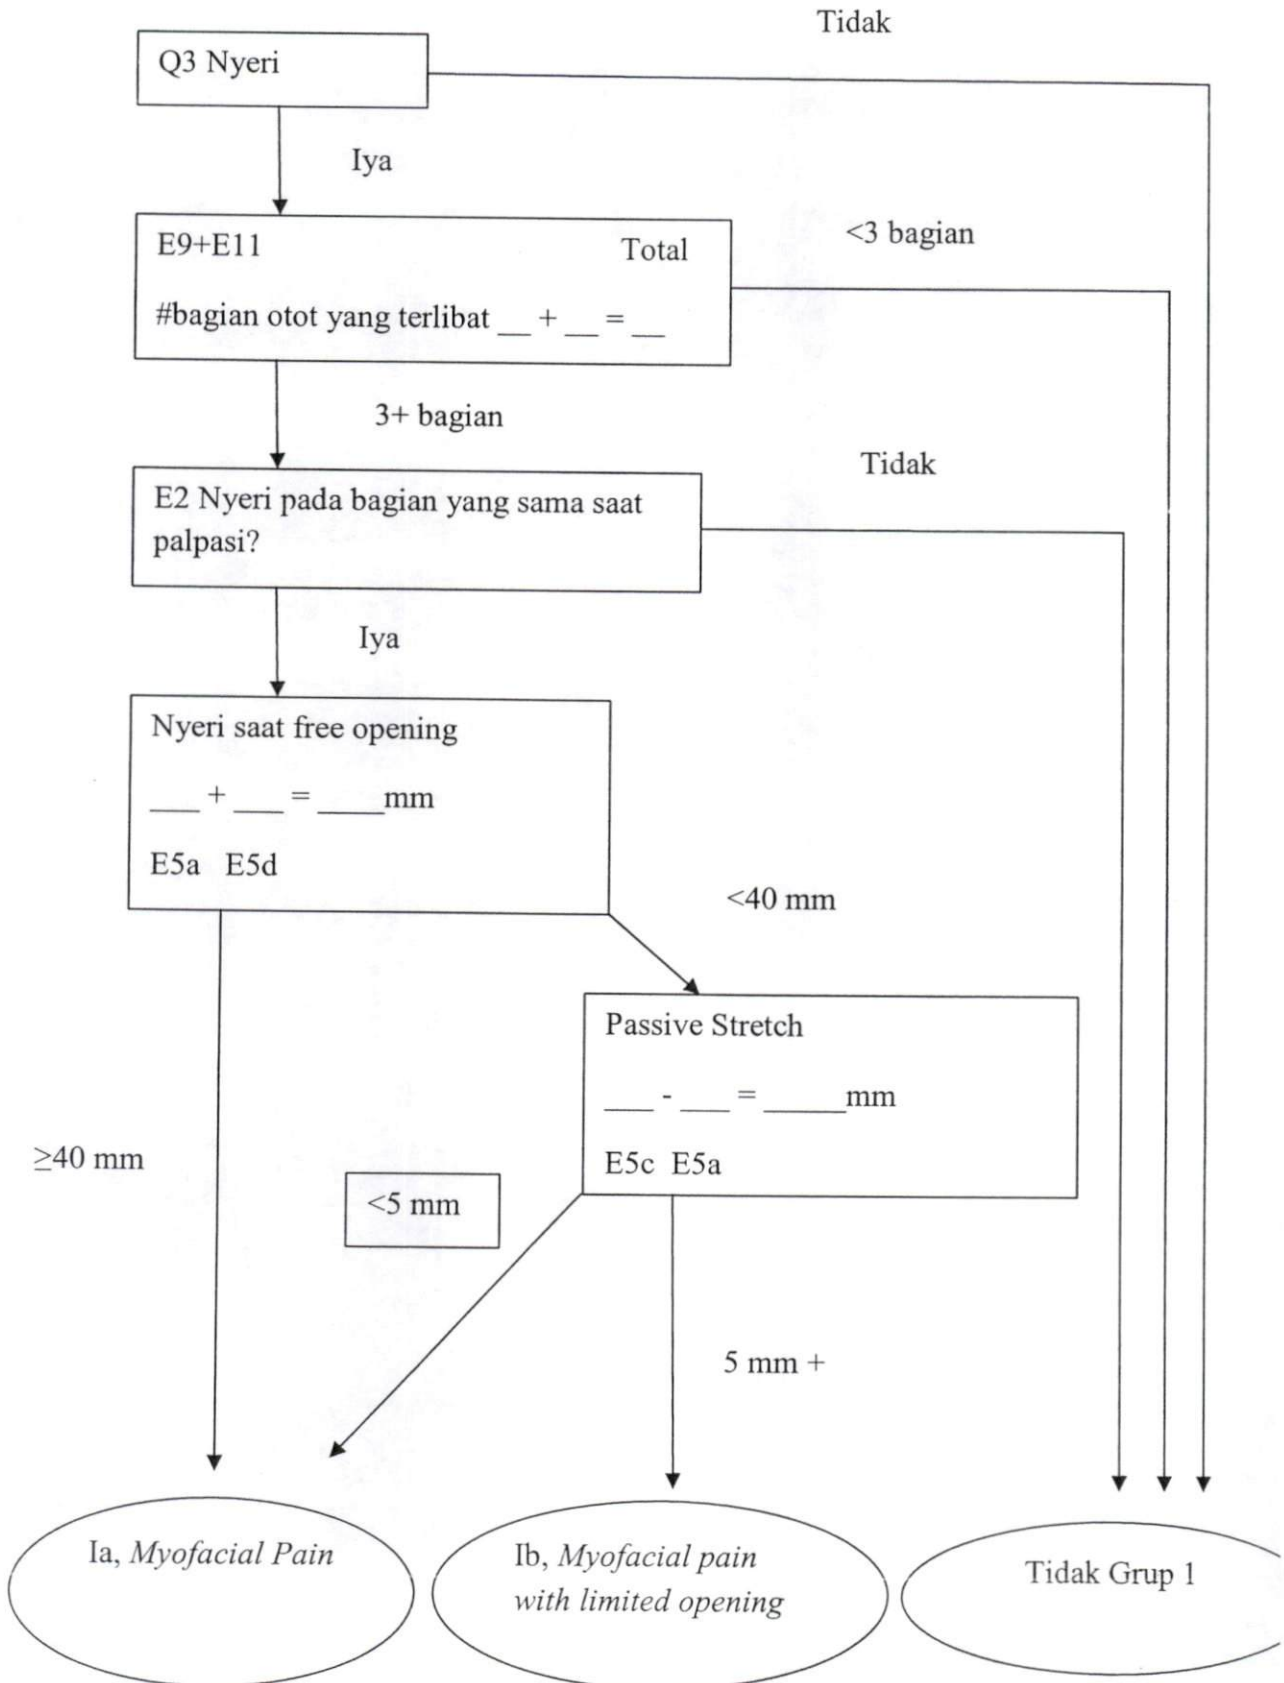 Tidak
Q3 Nyeri
Iya
E9+E11 Total
<3 bagian
#bagian otot yang terlibat __ + __ = __
3+ bagian
Tidak
E2 Nyeri pada bagian yang sama saat
palpasi?
Iya
Nyeri saat free opening
___ + ___ = ____mm
E5a E5d
<40 mm
Passive Stretch
___ - ___ = _____mm
E5c E5a
≥40 mm
<5 mm
5 mm +
Ia, Myofacial Pain
Ib, Myofacial pain
with limited opening
Tidak Grup 1